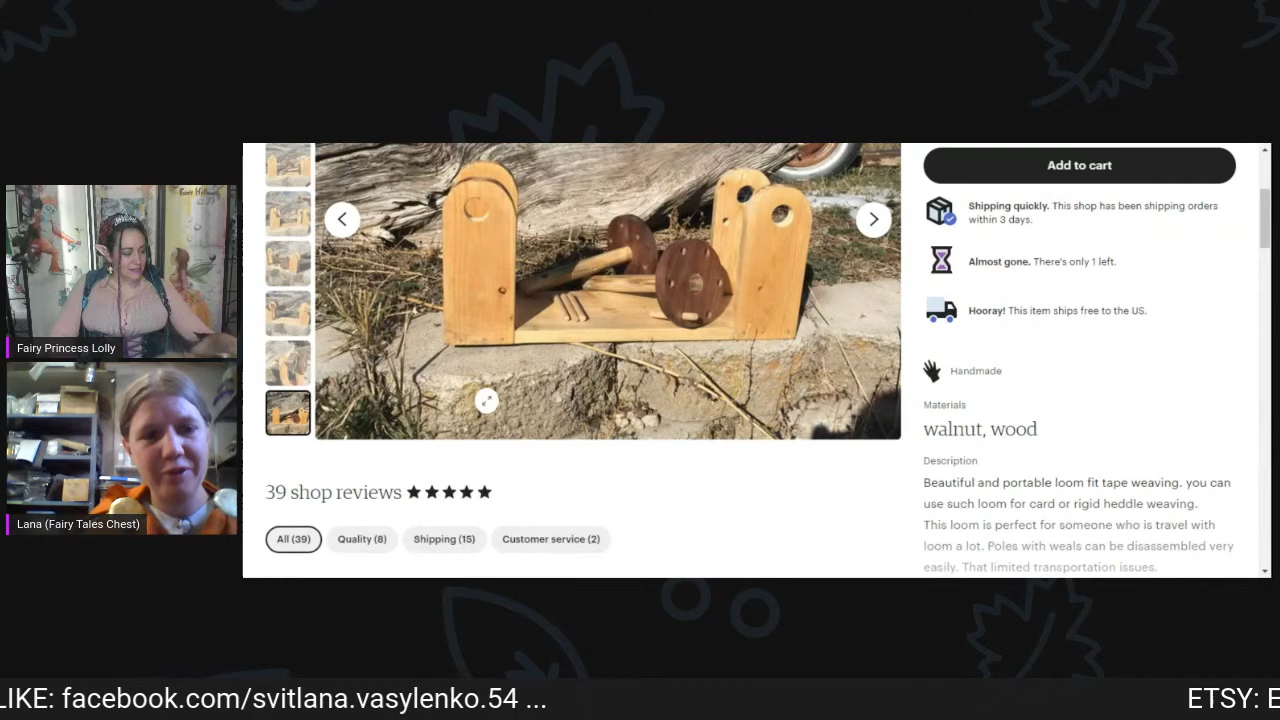 Add to cart
Shipping quickly. This shop has been shipping orders
within 3 days.
Almost gone. There's only 1 left.
Hooray! This item ships free to the US.
Handmade
Materials
walnut, wood
Description
Beautiful and portable loom fit tape weaving. you can
use such loom for card or rigid heddle weaving.
This loom is perfect for someone who is travel with
loom a lot. Poles with weals can be disassembled very
easily. That limited transportation issues.
39 shop reviews
All (39)
Quality (8)
Shipping (15)
Customer service (2)
Fairy Princess Lolly
Lana (Fairy Tales Chest)
LIKE: facebook.com/svitlana.vasylenko.54 ...
ETSY: E